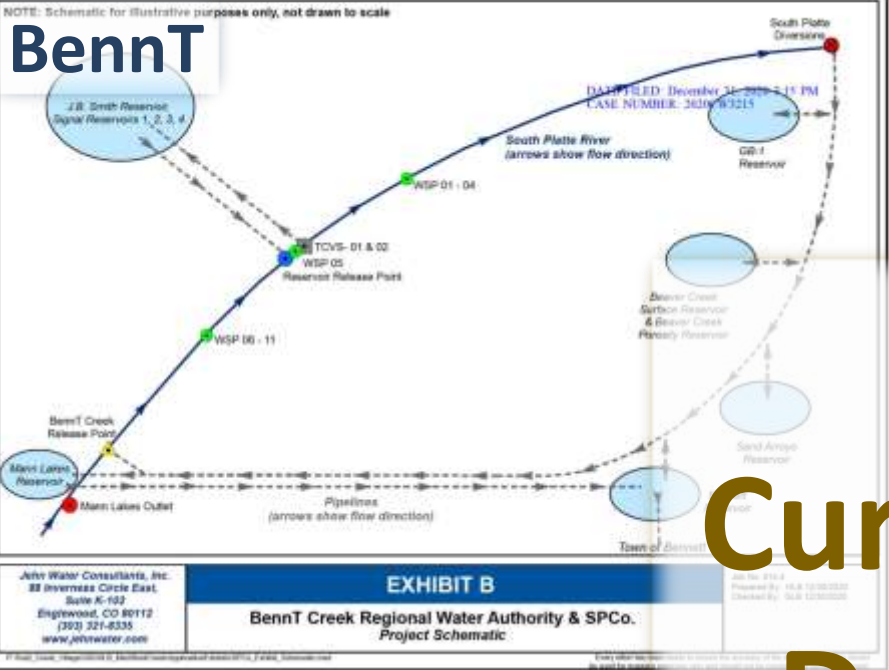 NOTE: Schematic for illustrative purposes only, not drawn to scale
BennT
South Platte
Diversions
J.B. Smith Reservoir,
Signal Reservoirs 1, 2, 3, 4
DATE FILED: December 31, 2020 3:15 PM
CASE NUMBER:
South Platte River
(arrows show flow direction)
GB-1
Reservoir
WSP 01 - 04
TCVS- 01 & 02
WSP 05
Reservoir Release Point
Beaver Creek
Surface Reservoir
& Beaver Creek
Porosity Reservoir
WSP 06 - 11
BennT Creek
Release Point
Sand Arroyo
Reservoir
Mann Lakes
Reservoir
Mann Lakes Outlet
Pipelines
(arrows show flow direction)
Town of Bennett
Cur
John Water Consultants, Inc.
88 Inverness Circle East,
Suite K-102
Englewood, CO 80112
(303) 321-8335
www.jehnwater.com
EXHIBIT B
BennT Creek Regional Water Authority & SPCo.
Project Schematic